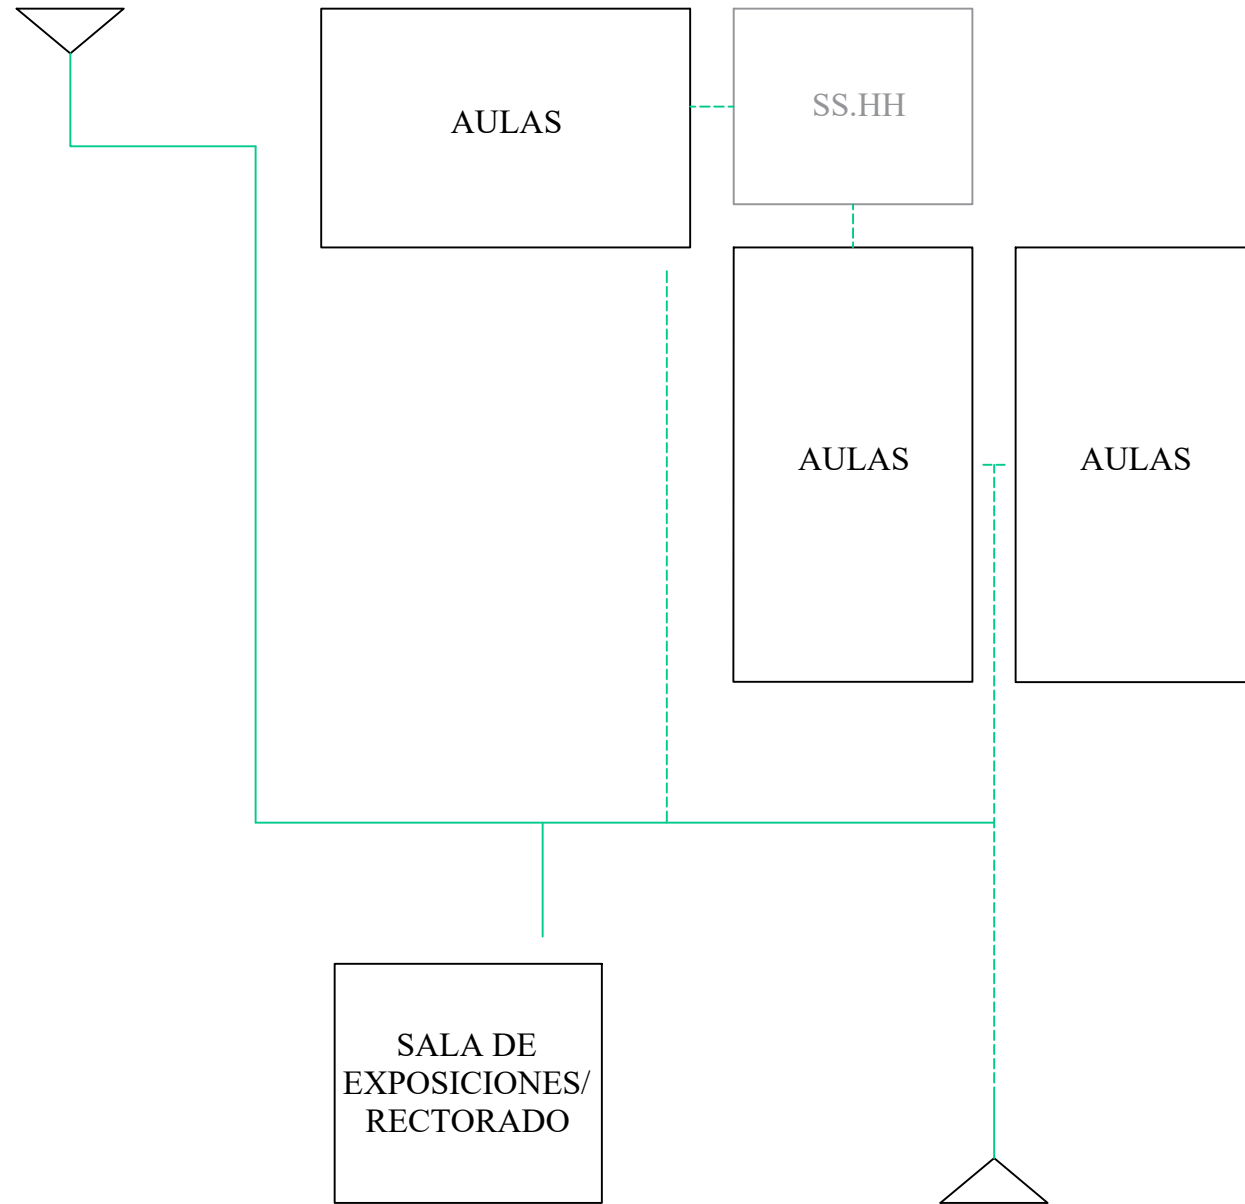 AULAS
SS.HH
AULAS
AULAS
SALA DE
EXPOSICIONES/
RECTORADO